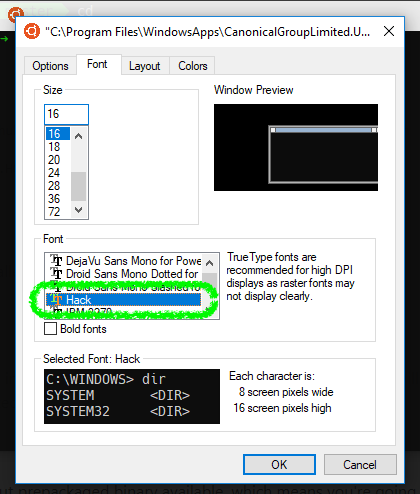 "C:\Program Files\WindowsApps\CanonicalGroupLimited.U...
Options
Font
Layout
Colors
Size
16
16
18
20
24
28
36
72
Window Preview
Font
DejaVu Sans Mono for Powe
Droid Sans Mono Dotted for
Droid Sans Mono Slashed fo
Hack
IBM 3270
Bold fonts
TrueType fonts are
recommended for high DPI
displays as raster fonts may
not display clearly.
Selected Font: Hack
C:\WINDOWS> dir
SYSTEM <DIR>
SYSTEM32 <DIR>
Each character is:
8 screen pixels wide
16 screen pixels high
OK
Cancel